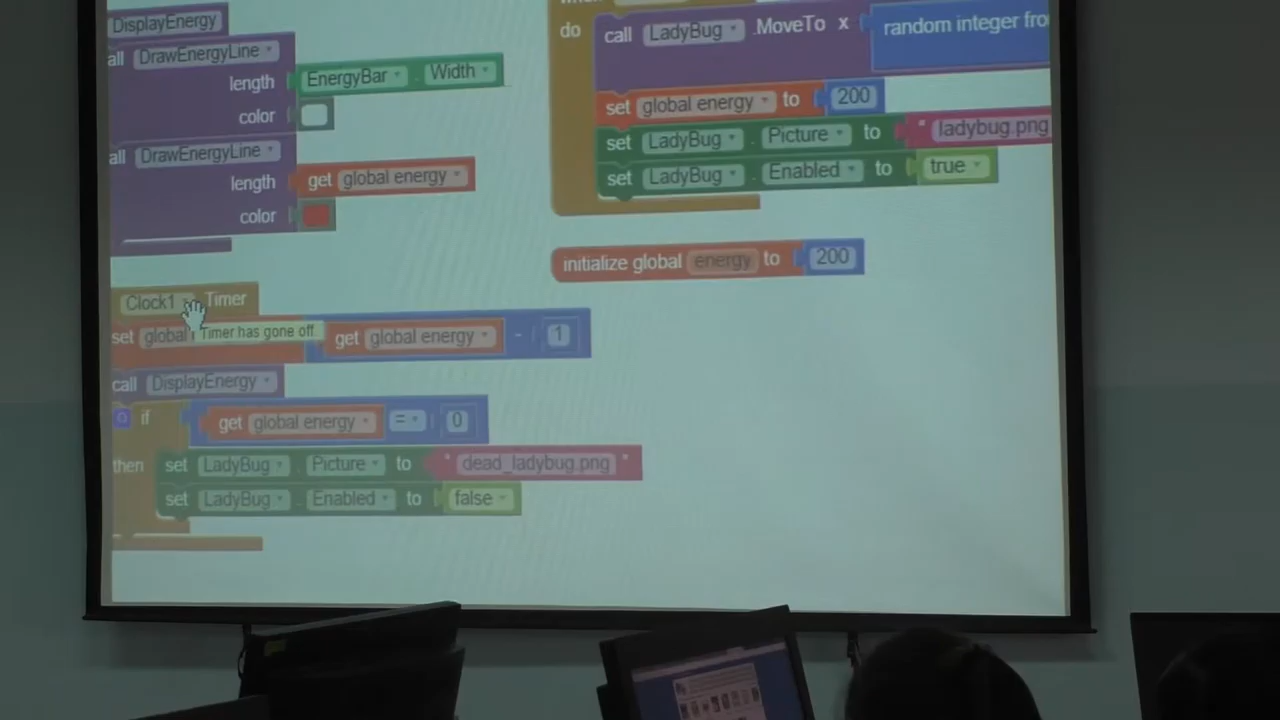 DisplayEnergy
all DrawEnergyLine
length EnergyBar . Width
color
all DrawEnergyLine
length get global energy
color
Clock1 Timer
Timer has gone off.
set global get global energy - 1
call DisplayEnergy
if get global energy = 0
then set LadyBug . Picture to " dead_ladybug.png "
set LadyBug . Enabled to false
do call LadyBug .MoveTo x random integer fro
set global energy to 200
set LadyBug . Picture to " ladybug.png
set LadyBug . Enabled to true
initialize global energy to 200